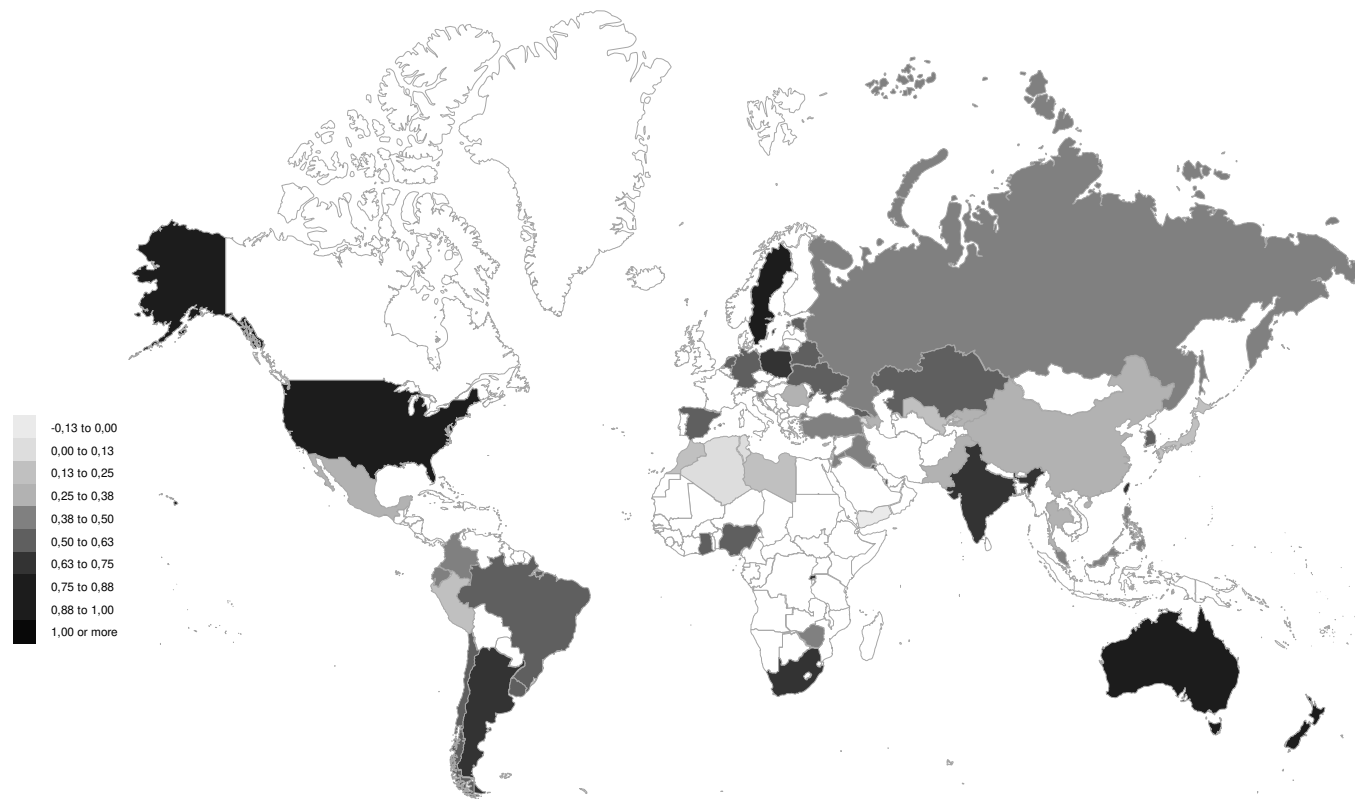 -0,13 to 0,00
0,00 to 0,13
0,13 to 0,25
0,25 to 0,38
0,38 to 0,50
0,50 to 0,63
0,63 to 0,75
0,75 to 0,88
0,88 to 1,00
1,00 or more